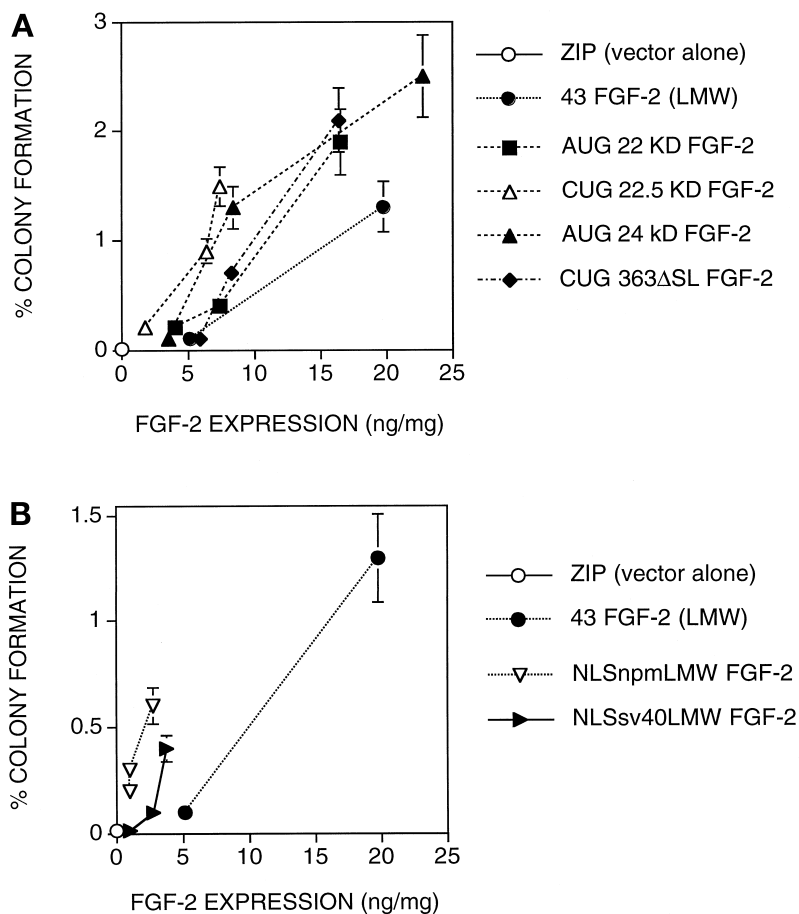 A
3
2
1
0
% COLONY FORMATION
0 5 10 15 20 25
FGF-2 EXPRESSION (ng/mg)
ZIP (vector alone)
43 FGF-2 (LMW)
AUG 22 KD FGF-2
CUG 22.5 KD FGF-2
AUG 24 kD FGF-2
CUG 363ΔSL FGF-2
B
1.5
1
0.5
0
% COLONY FORMATION
0 5 10 15 20 25
FGF-2 EXPRESSION (ng/mg)
ZIP (vector alone)
43 FGF-2 (LMW)
NLSnpmLMW FGF-2
NLSsv40LMW FGF-2